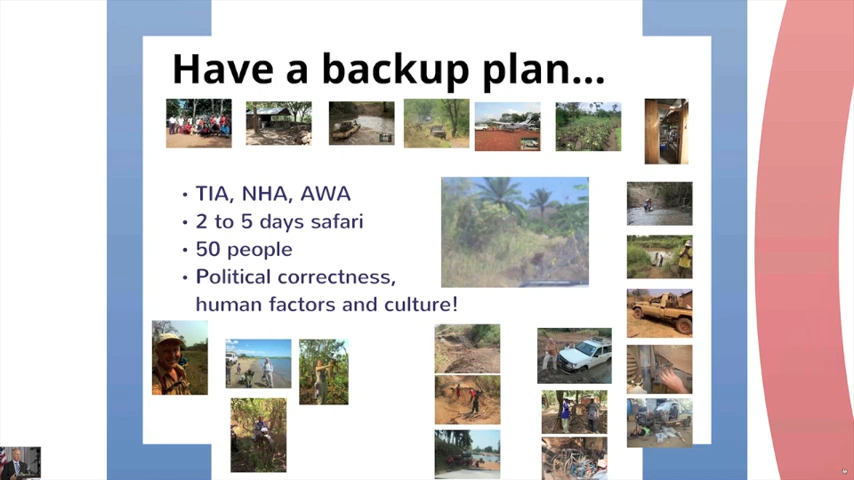 Have a backup plan...
• TIA, NHA, AWA
• 2 to 5 days safari
• 50 people
• Political correctness,
human factors and culture!